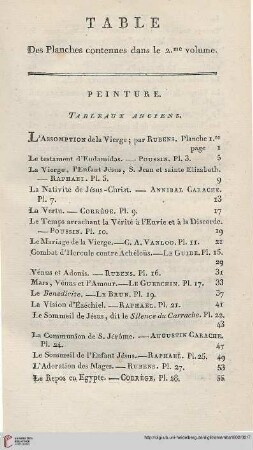 TABLE
Des Planches contenues dans le 2.me volume.
PEINTURE.
TABLEAUX ANCIENS.
L'ASSOMPTION de la Vierge; par RUBENS. Planche 1.re
page 1
Le testament d'Eudamidas. — POUSSIN. Pl. 3. 5
La Vierge, l'Enfant Jésus, S. Jean et sainte Elizabeth.
— RAPHAEL. Pl. 5. 9
La Nativité de Jésus-Christ. — ANNIBAL CARACHE.
Pl. 7. 13
La Vertu. — CORRÈGE. Pl. 9. 17
Le Temps arrachant la Vérité à l'Envie et à la Discorde.
— POUSSIN. Pl. 10. 19
Le Mariage de la Vierge. — C. A. VANLOO. Pl. 11. 21
Combat d'Hercule contre Achéloüs. — LE GUIDE. Pl. 15.
29
Vénus et Adonis. — RUBENS. Pl. 16. 31
Mars, Vénus et l'Amour. — LE GUERCHIN. Pl. 17. 33
Le Benedicite. — LE BRUN. Pl. 19. 37
La Vision d'Ezéchiel. — RAPHAEL. Pl. 21. 41
Le Sommeil de Jésus, dit le Silence du Carrache. Pl. 22.
43
La Communion de S. Jérôme. — AUGUSTIN CARACHE.
Pl. 24. 47
Le Sommeil de l'Enfant Jésus. — RAPHAEL. Pl. 25. 49
L'Adoration des Mages. — RUBENS. Pl. 27. 53
Le Repos en Egypte. — CORRÈGE. Pl. 28. 55